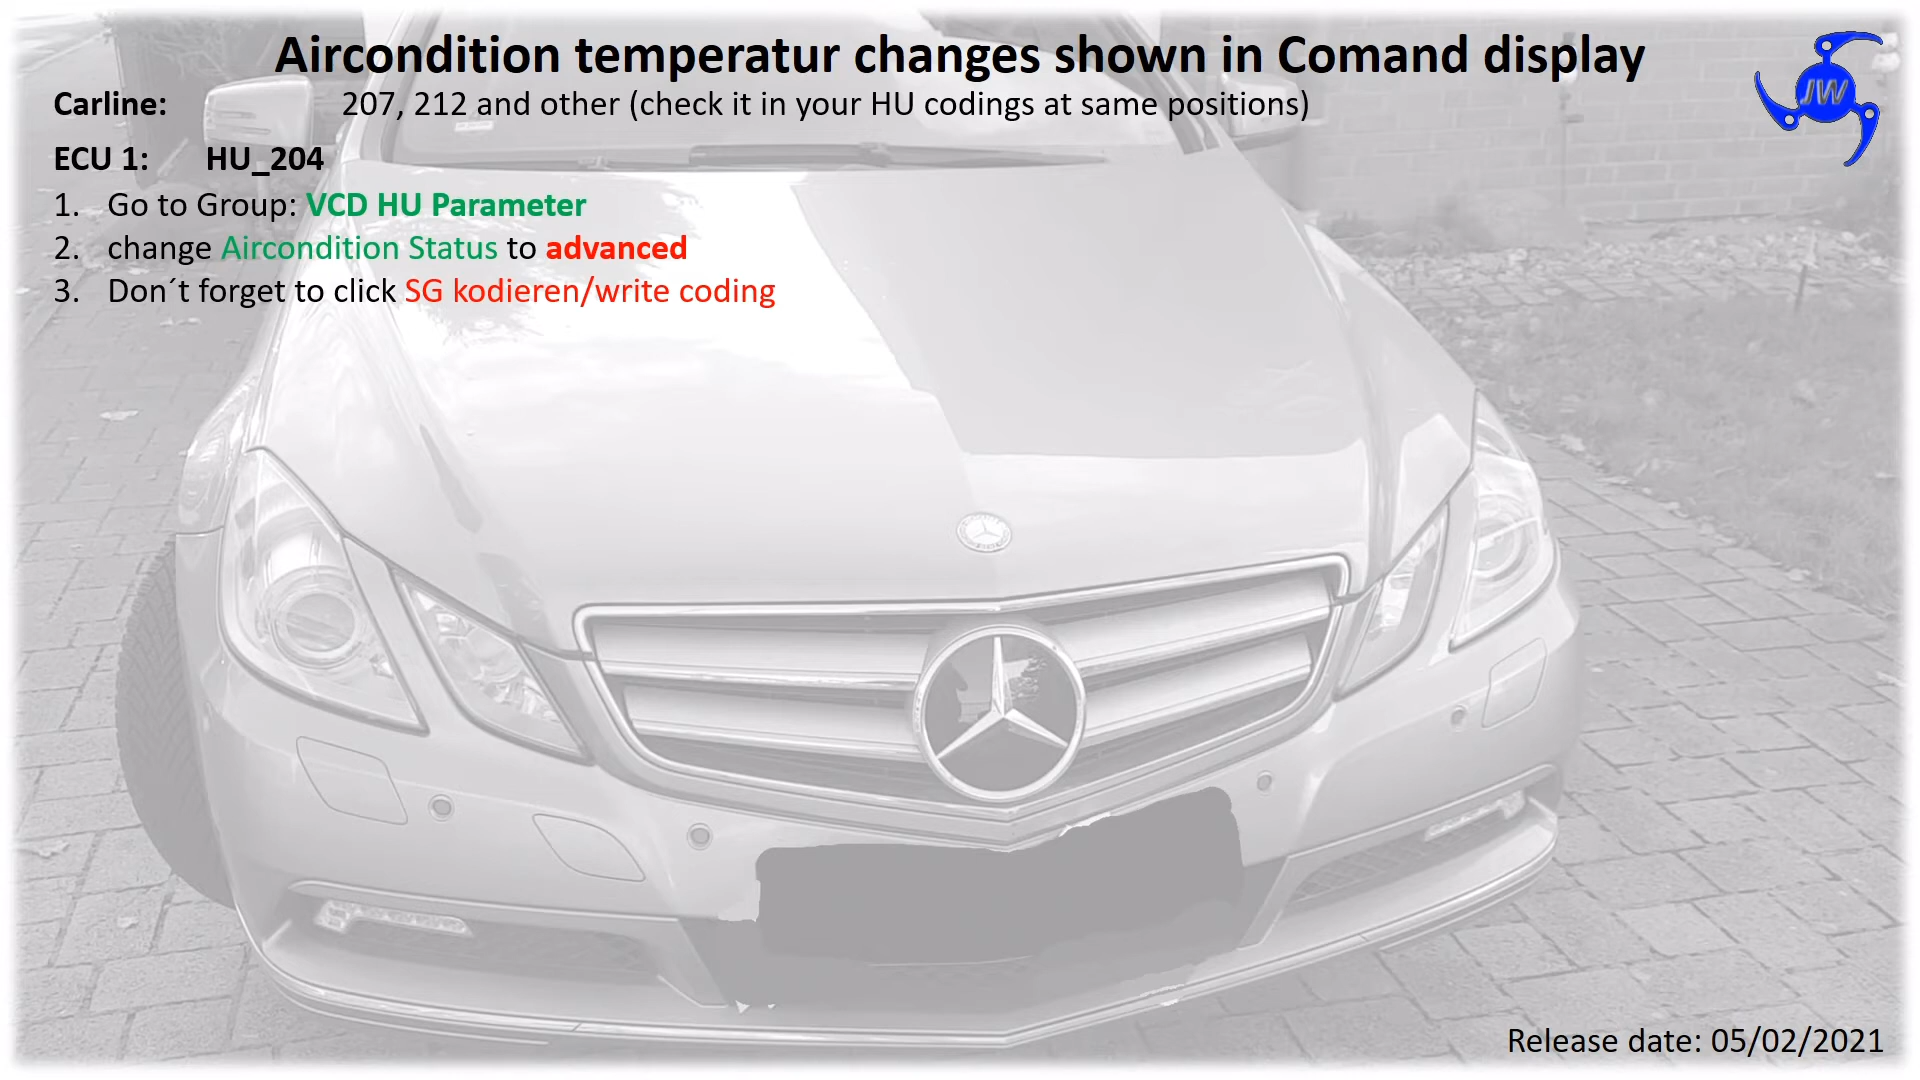 Aircondition temperatur changes shown in Comand display
JW
Carline: 207, 212 and other (check it in your HU codings at same positions)
ECU 1: HU_204
1. Go to Group: VCD HU Parameter
2. change Aircondition Status to advanced
3. Don´t forget to click SG kodieren/write coding
Release date: 05/02/2021